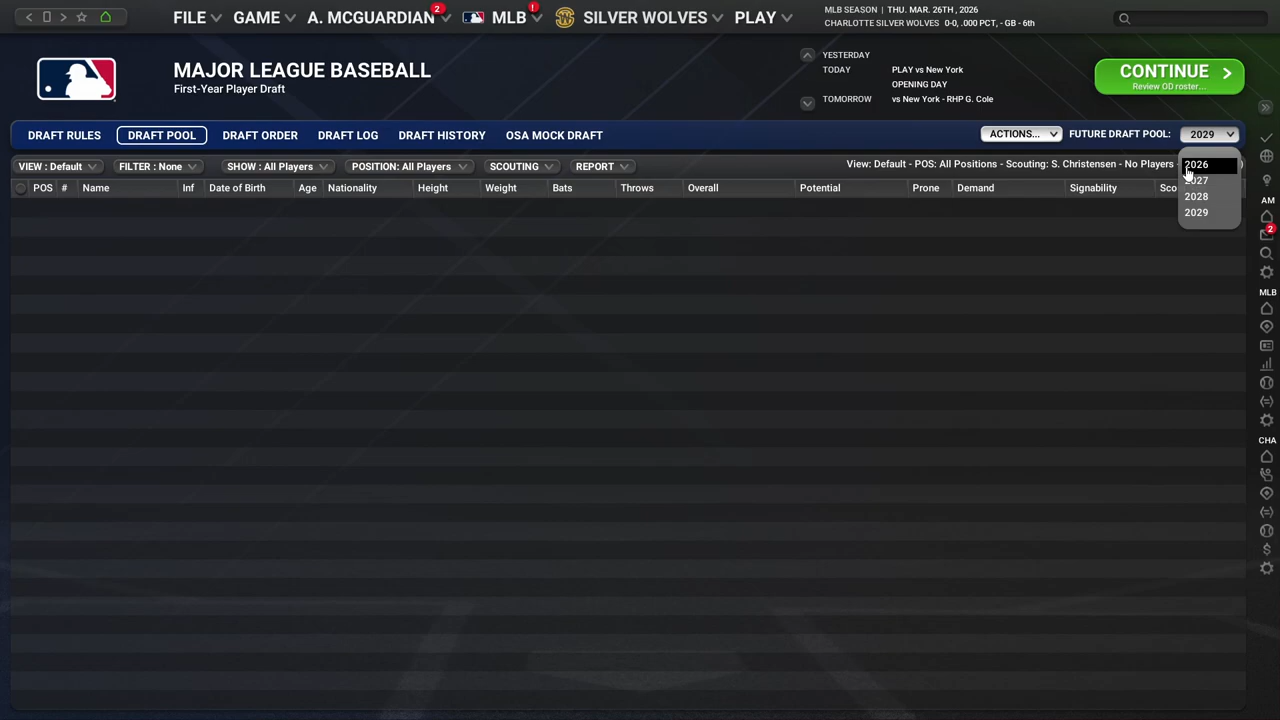 FILE GAME A. MCGUARDIAN 2 MLB ! SILVER WOLVES PLAY
MLB SEASON | THU. MAR. 26TH , 2026
CHARLOTTE SILVER WOLVES 0-0, .000 PCT, - GB - 6th
MAJOR LEAGUE BASEBALL
First-Year Player Draft
YESTERDAY
TODAY PLAY vs New York
OPENING DAY
TOMORROW vs New York - RHP G. Cole
CONTINUE
Review OD roster...
DRAFT RULES DRAFT POOL DRAFT ORDER DRAFT LOG DRAFT HISTORY OSA MOCK DRAFT ACTIONS... FUTURE DRAFT POOL: 2029
VIEW : Default FILTER : None SHOW : All Players POSITION: All Players SCOUTING REPORT View: Default - POS: All Positions - Scouting: S. Christensen - No Players
POS # Name Inf Date of Birth Age Nationality Height Weight Bats Throws Overall Potential Prone Demand Signability
2026
2027
2028
2029
AM
2
MLB
CHA